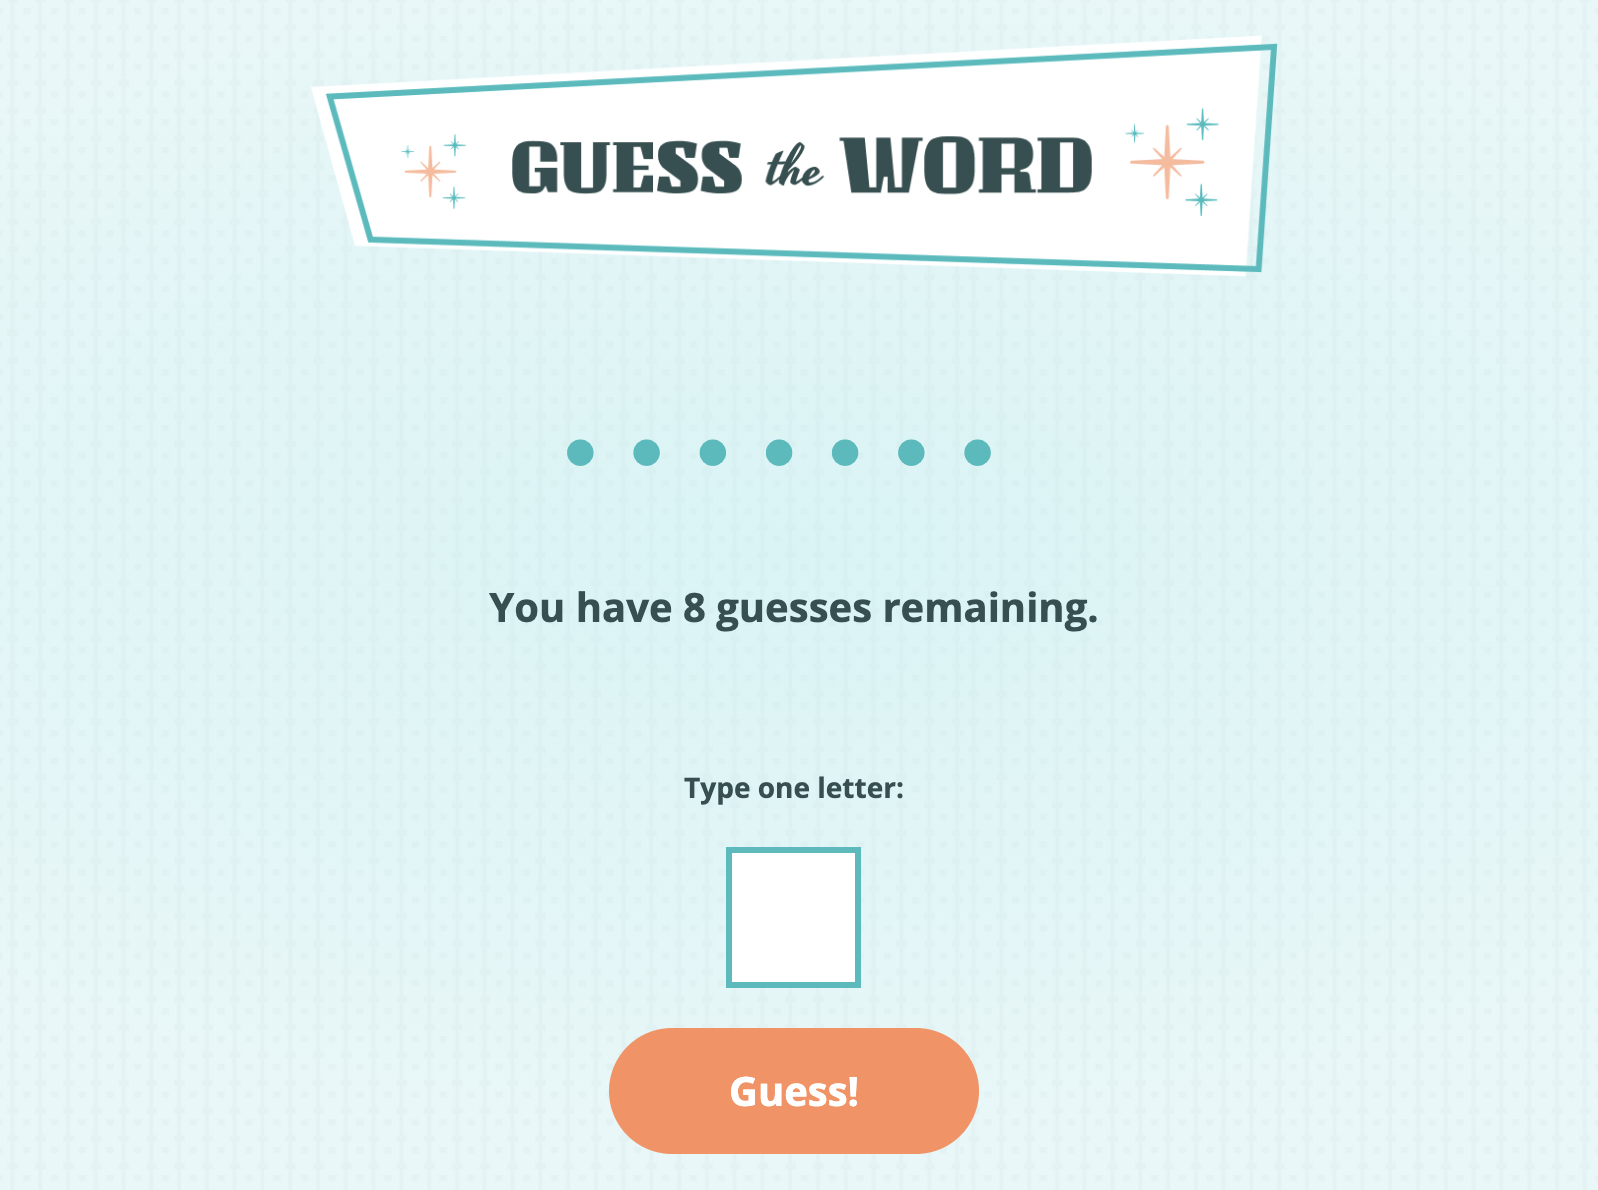 GUESS the WORD
● ● ● ● ● ● ●
You have 8 guesses remaining.
Type one letter:
Guess!